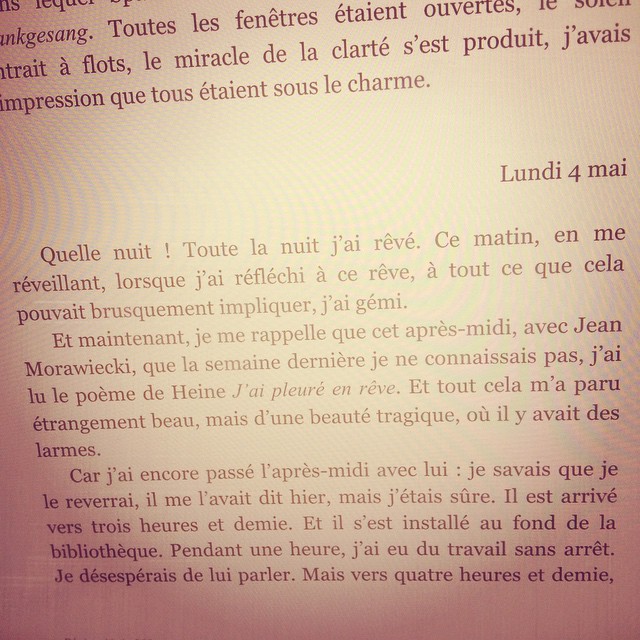 lequel
ankgesang. Toutes les fenêtres étaient ouvertes, le soleil
ntrait à flots, le miracle de la clarté s'est produit, j'avais
impression que tous étaient sous le charme.
Lundi 4 mai
Quelle nuit ! Toute la nuit j'ai rêvé. Ce matin, en me
réveillant, lorsque j'ai réfléchi à ce rêve, à tout ce que cela
pouvait brusquement impliquer, j'ai gémi.
Et maintenant, je me rappelle que cet après-midi, avec Jean
Morawiecki, que la semaine dernière je ne connaissais pas, j'ai
lu le poème de Heine J'ai pleuré en rêve. Et tout cela m'a paru
étrangement beau, mais d'une beauté tragique, où il y avait des
larmes.
Car j'ai encore passé l'après-midi avec lui : je savais que je
le reverrai, il me l'avait dit hier, mais j'étais sûre. Il est arrivé
vers trois heures et demie. Et il s'est installé au fond de la
bibliothèque. Pendant une heure, j'ai eu du travail sans arrêt.
Je désespérais de lui parler. Mais vers quatre heures et demie,